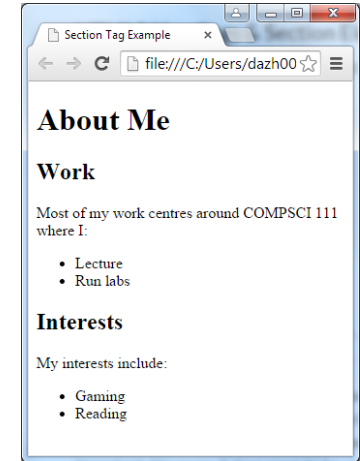 Section Tag Example
file:///C:/Users/dazh00
About Me
Work
Most of my work centres around COMPSCI 111
where I:
• Lecture
• Run labs
Interests
My interests include:
• Gaming
• Reading